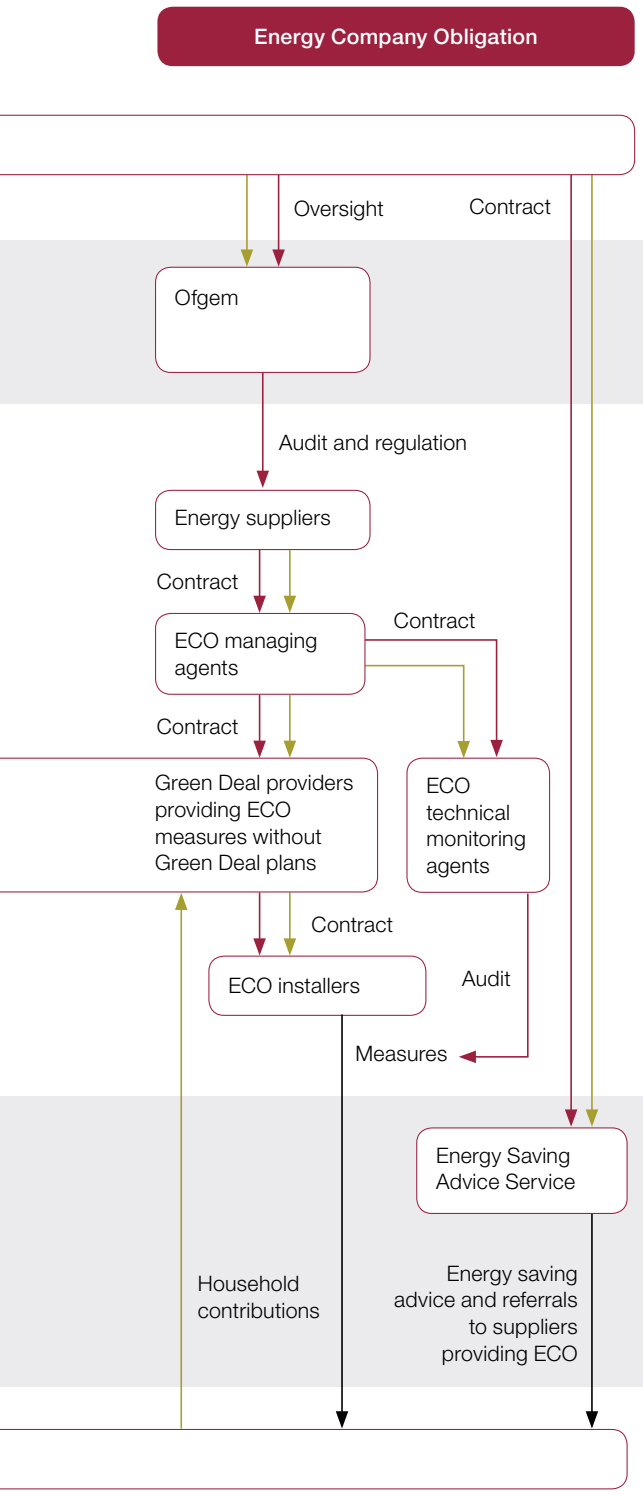 Energy Company Obligation
Oversight
Contract
Ofgem
Audit and regulation
Energy suppliers
Contract
ECO managing
agents
Contract
Contract
Green Deal providers
providing ECO
measures without
Green Deal plans
ECO
technical
monitoring
agents
Contract
ECO installers
Audit
Measures
Energy Saving
Advice Service
Household
contributions
Energy saving
advice and referrals
to suppliers
providing ECO